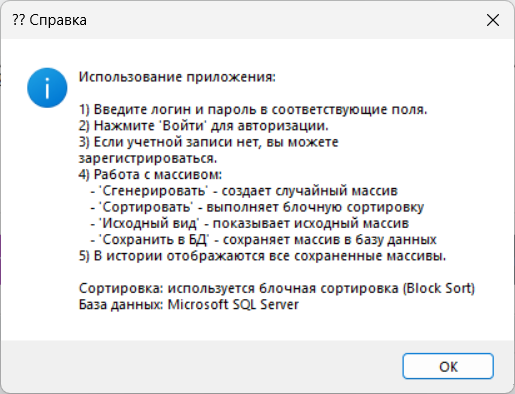 ?? Справка
Использование приложения:
1) Введите логин и пароль в соответствующие поля.
2) Нажмите 'Войти' для авторизации.
3) Если учетной записи нет, вы можете
зарегистрироваться.
4) Работа с массивом:
- 'Сгенерировать' - создает случайный массив
- 'Сортировать' - выполняет блочную сортировку
- 'Исходный вид' - показывает исходный массив
- 'Сохранить в БД' - сохраняет массив в базу данных
5) В истории отображаются все сохраненные массивы.
Сортировка: используется блочная сортировка (Block Sort)
База данных: Microsoft SQL Server
OK